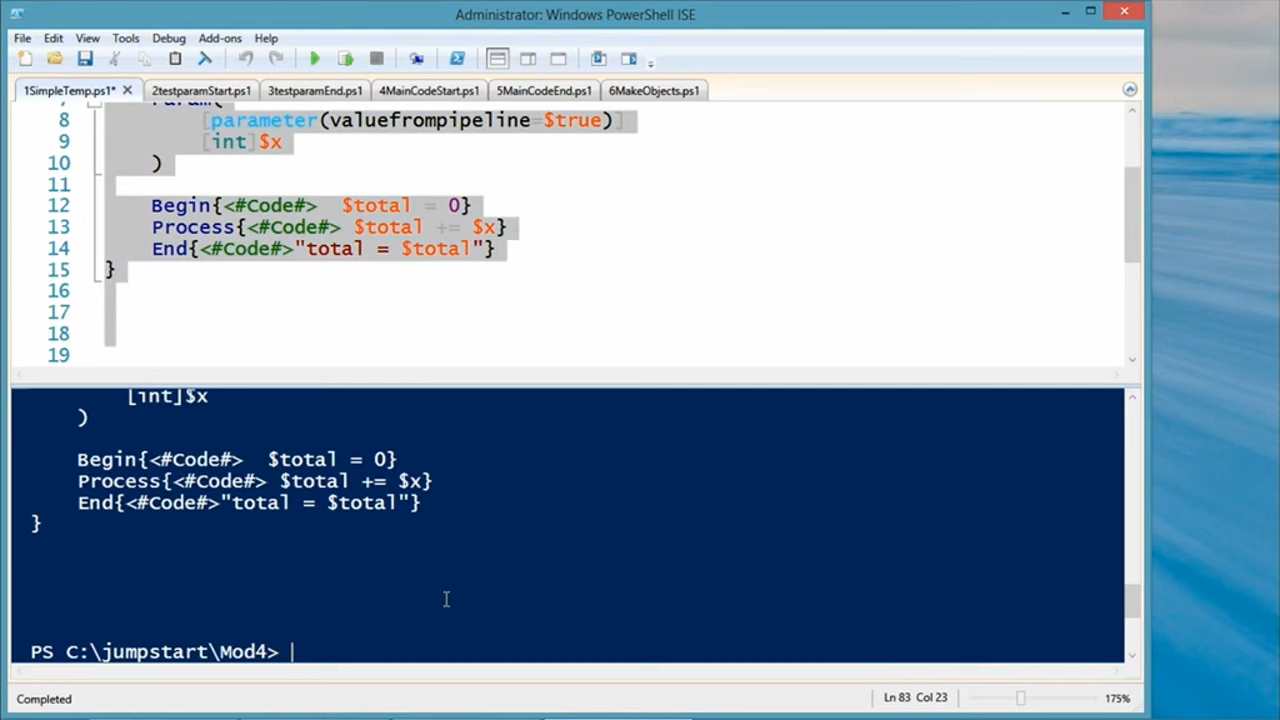 Administrator: Windows PowerShell ISE
File Edit View Tools Debug Add-ons Help
1SimpleTemp.ps1* 2testparamStart.ps1 3testparamEnd.ps1 4MainCodeStart.ps1 5MainCodeEnd.ps1 6MakeObjects.ps1
7 Param(
8 [parameter(valuefrompipeline=$true)]
9 [int]$x
10 )
11
12 Begin{<#Code#> $total = 0}
13 Process{<#Code#> $total += $x}
14 End{<#Code#>"total = $total"}
15 }
16
17
18
19
[int]$x
)
Begin{<#Code#> $total = 0}
Process{<#Code#> $total += $x}
End{<#Code#>"total = $total"}
}
PS C:\jumpstart\Mod4>
Completed Ln 83 Col 23 175%